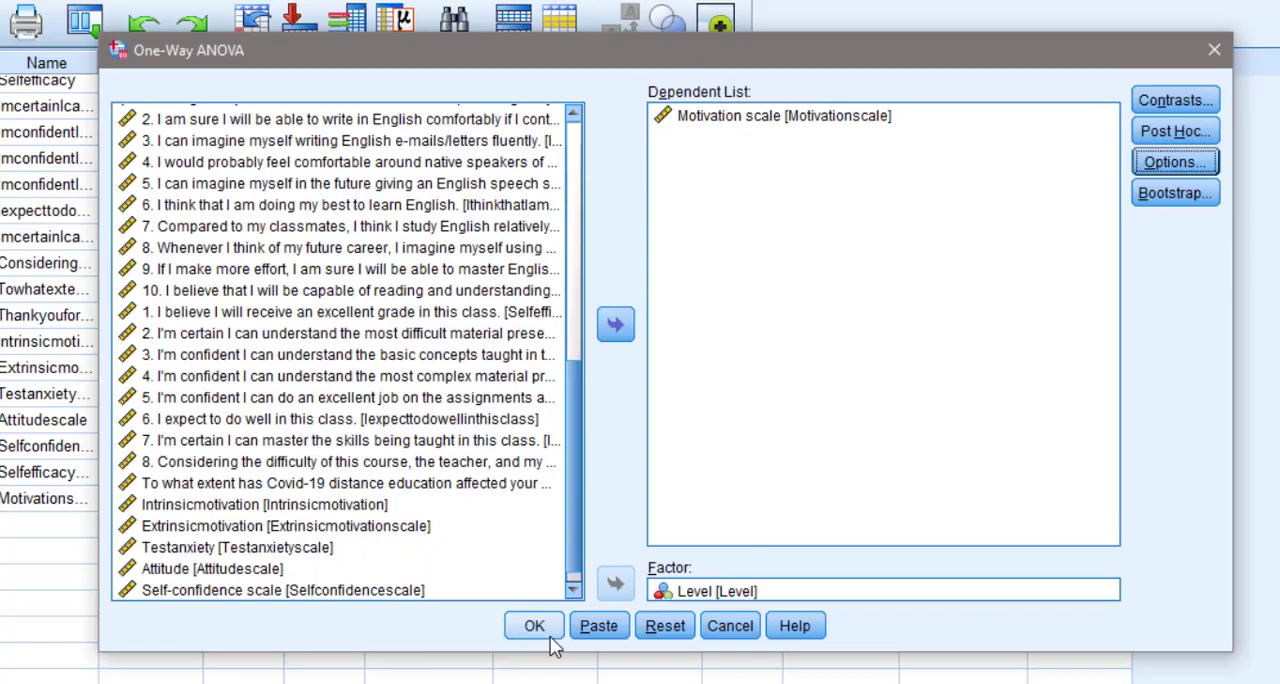 One-Way ANOVA
Name
Selfefficacy
mcertainIca...
mconfidentI...
mconfidentI...
mconfidentI...
expecttodo...
mcertainIca...
Considering...
Towhatexte...
Thankyoufor...
ntrinsicmoti...
Extrinsicmo...
Testanxiety...
Attitudescale
Selfconfiden...
Selfefficacy...
Motivations...
2. I am sure I will be able to write in English comfortably if I cont...
3. I can imagine myself writing English e-mails/letters fluently. [I...
4. I would probably feel comfortable around native speakers of ...
5. I can imagine myself in the future giving an English speech s...
6. I think that I am doing my best to learn English. [Ithinkthatlam...
7. Compared to my classmates, I think I study English relatively...
8. Whenever I think of my future career, I imagine myself using ...
9. If I make more effort, I am sure I will be able to master Englis...
10. I believe that I will be capable of reading and understanding...
1. I believe I will receive an excellent grade in this class. [Selfeffi...
2. I'm certain I can understand the most difficult material prese...
3. I'm confident I can understand the basic concepts taught in t...
4. I'm confident I can understand the most complex material pr...
5. I'm confident I can do an excellent job on the assignments a...
6. I expect to do well in this class. [Iexpecttodowellinthisclass]
7. I'm certain I can master the skills being taught in this class. [I...
8. Considering the difficulty of this course, the teacher, and my ...
To what extent has Covid-19 distance education affected your ...
Intrinsicmotivation [Intrinsicmotivation]
Extrinsicmotivation [Extrinsicmotivationscale]
Testanxiety [Testanxietyscale]
Attitude [Attitudescale]
Self-confidence scale [Selfconfidencescale]
Dependent List:
Motivation scale [Motivationscale]
Factor:
Level [Level]
Contrasts...
Post Hoc...
Options...
Bootstrap...
OK
Paste
Reset
Cancel
Help